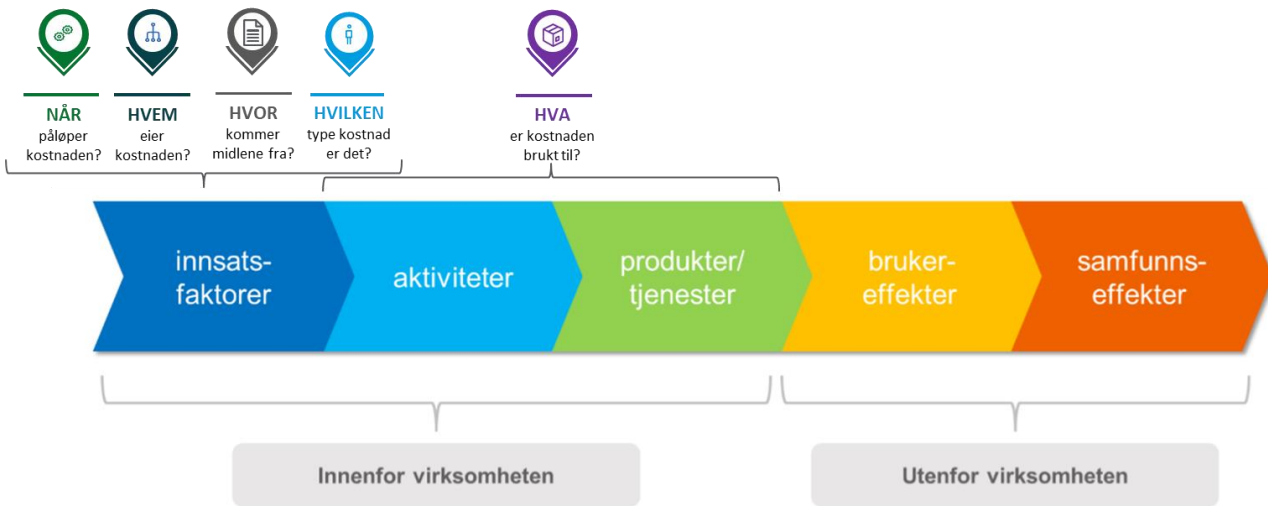 NÅR
påløper
kostnaden?
HVEM
eier
kostnaden?
HVOR
kommer
midlene fra?
HVILKEN
type kostnad
er det?
HVA
er kostnaden
brukt til?
innsats-
faktorer
aktiviteter
produkter/
tjenester
bruker-
effekter
samfunns-
effekter
Innenfor virksomheten
Utenfor virksomheten